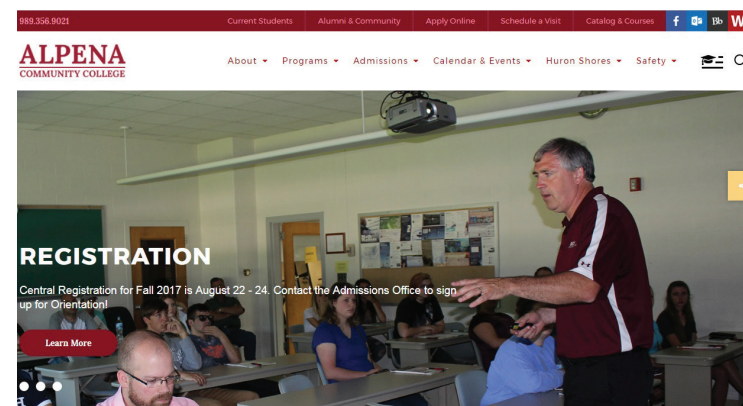 989.356.9021
Current Students Alumni & Community Apply Online Schedule a Visit Catalog & Courses f Bb W
ALPENA
COMMUNITY COLLEGE
About Programs Admissions Calendar & Events Huron Shores Safety
REGISTRATION
Central Registration for Fall 2017 is August 22 - 24. Contact the Admissions Office to sign
up for Orientation!
Learn More